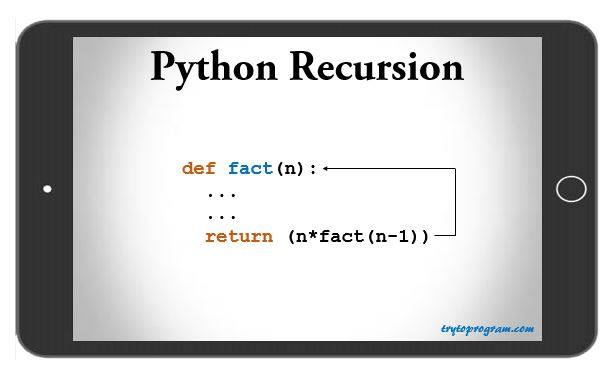 Python Recursion
def fact(n):
...
...
return (n*fact(n-1))
trytoprogram.com